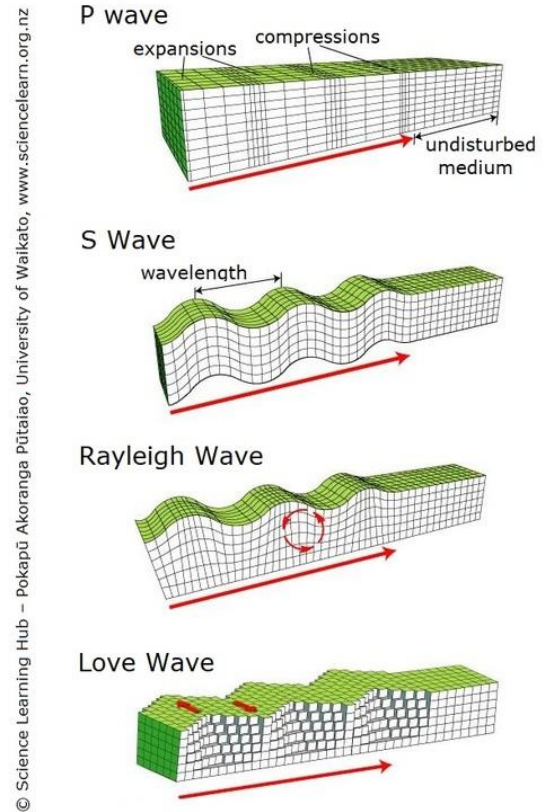 © Science Learning Hub – Pokapū Akoranga Pūtaiao, University of Waikato, www.sciencelearn.org.nz
P wave
expansions
compressions
undisturbed
medium
S Wave
wavelength
Rayleigh Wave
Love Wave